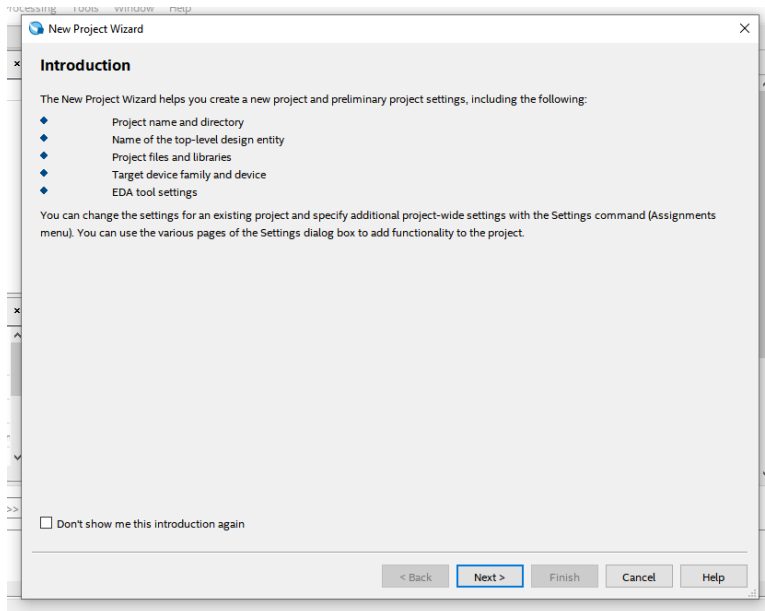 Tools Window Help
New Project Wizard
Introduction
The New Project Wizard helps you create a new project and preliminary project settings, including the following:
Project name and directory
Name of the top-level design entity
Project files and libraries
Target device family and device
EDA tool settings
You can change the settings for an existing project and specify additional project-wide settings with the Settings command (Assignments
menu). You can use the various pages of the Settings dialog box to add functionality to the project.
>>
Don't show me this introduction again
< Back Next > Finish Cancel Help